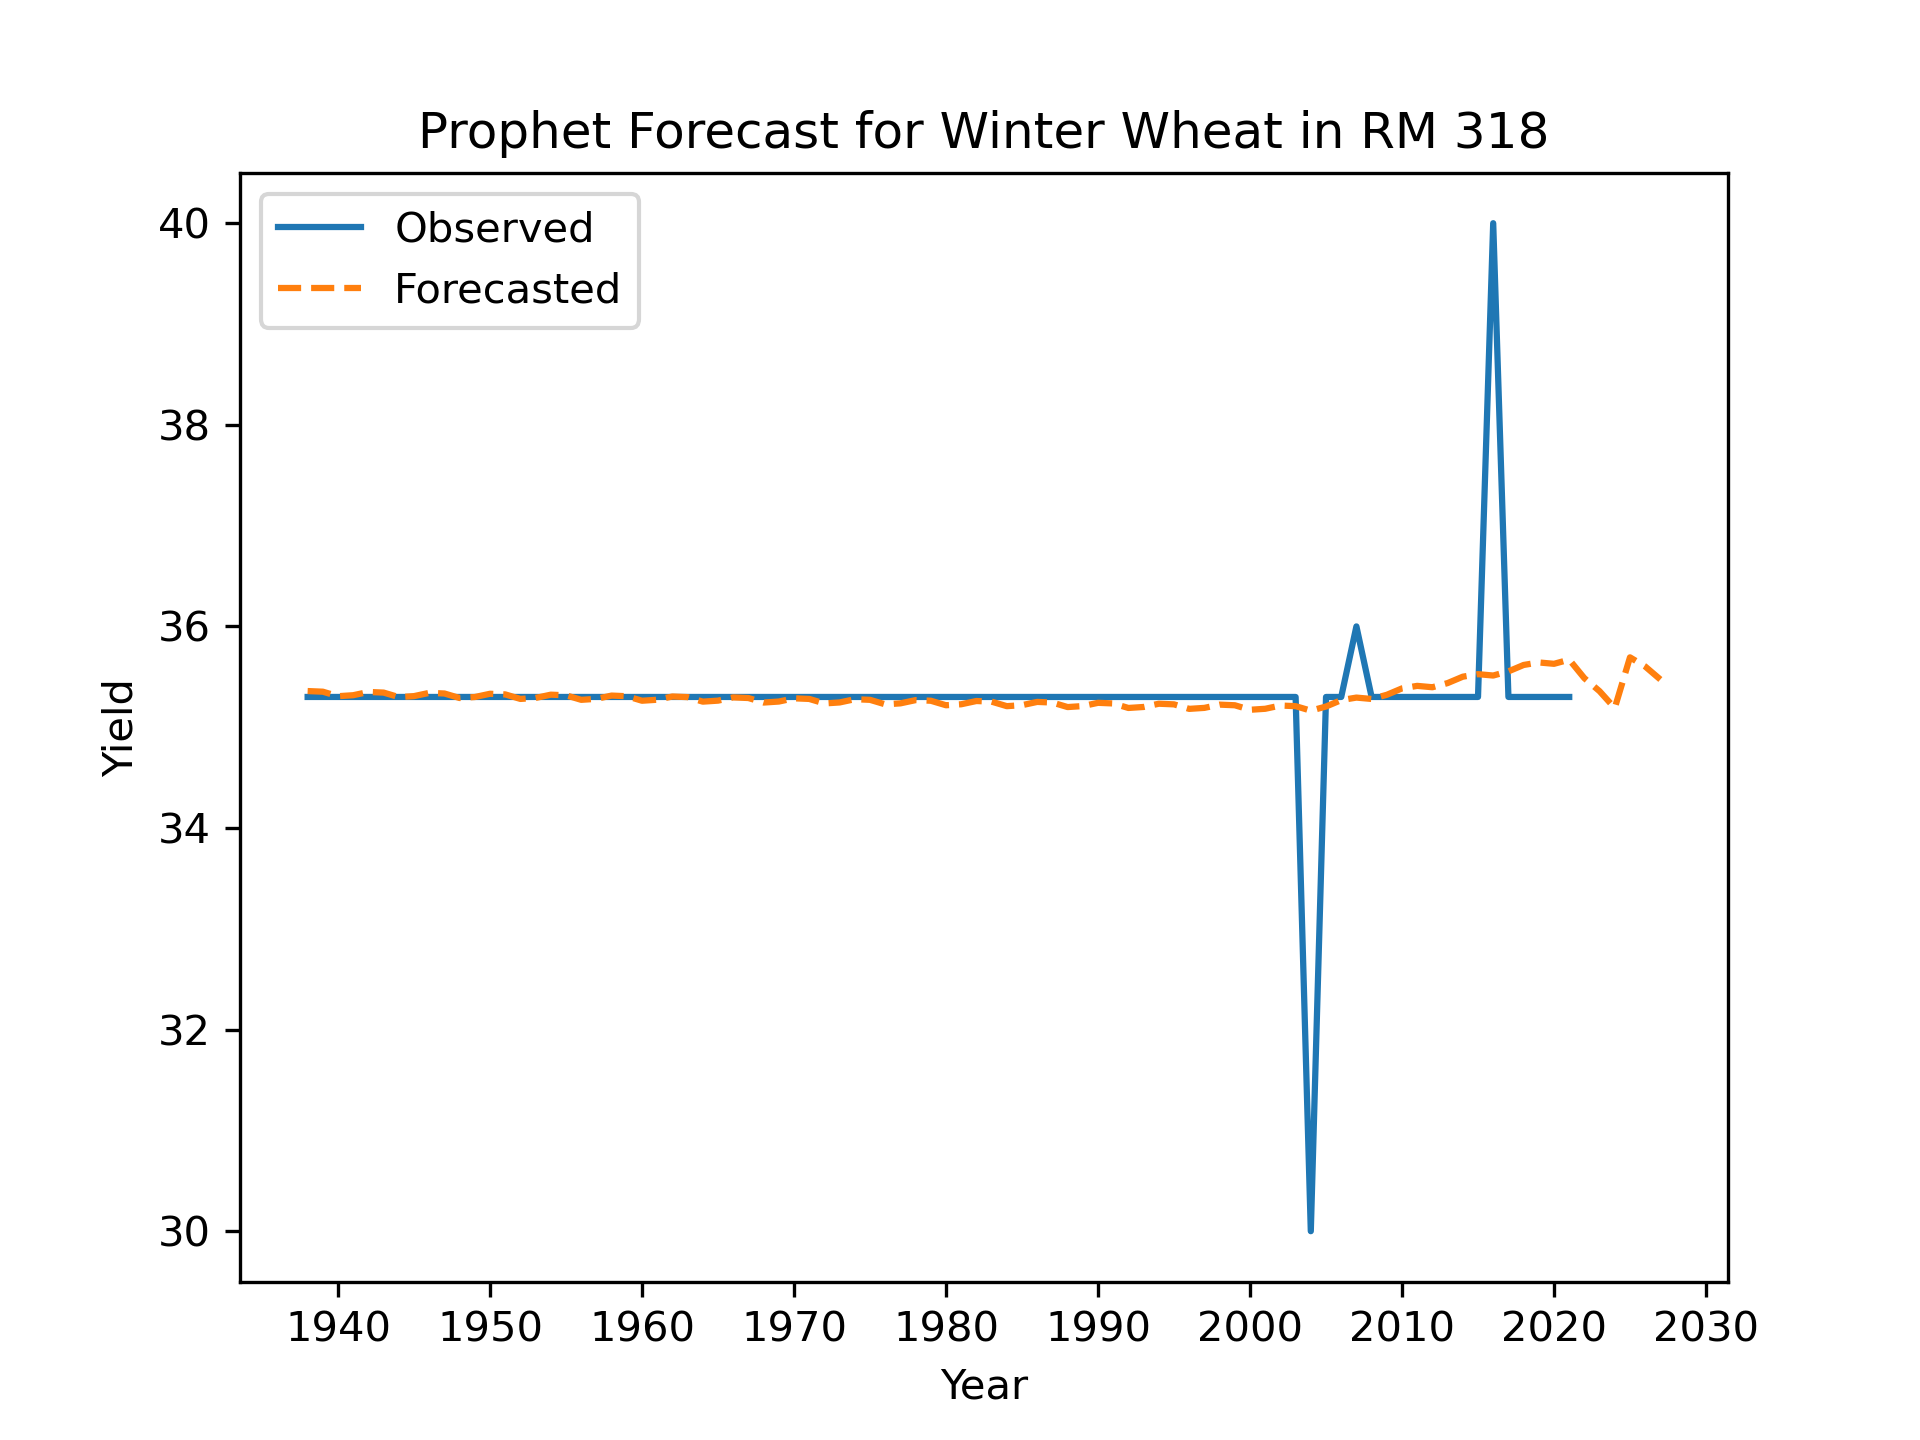 Prophet Forecast for Winter Wheat in RM 318
Observed
Forecasted
40
38
36
34
32
30
Yield
1940 1950 1960 1970 1980 1990 2000 2010 2020 2030
Year